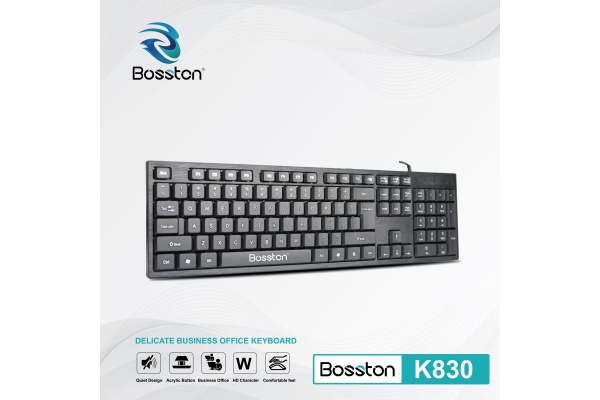 Bosston®
Bosston
DELICATE BUSINESS OFFICE KEYBOARD
W
Quiet Design Acrylic Button Business Office HD Character Comfortable feel
Bosston K830